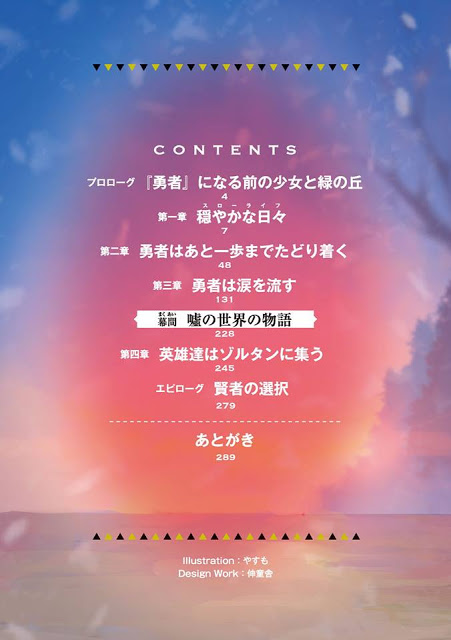 CONTENTS
プロローグ 『勇者』になる前の少女と緑の丘
4
スローライフ
第一章 穏やかな日々
7
第二章 勇者はあと一歩までたどり着く
48
第三章 勇者は涙を流す
131
まくあい
幕間 嘘の世界の物語
228
第四章 英雄達はゾルタンに集う
245
エピローグ 賢者の選択
279
あとがき
289
Illustration：やすも
Design Work：伸童舎